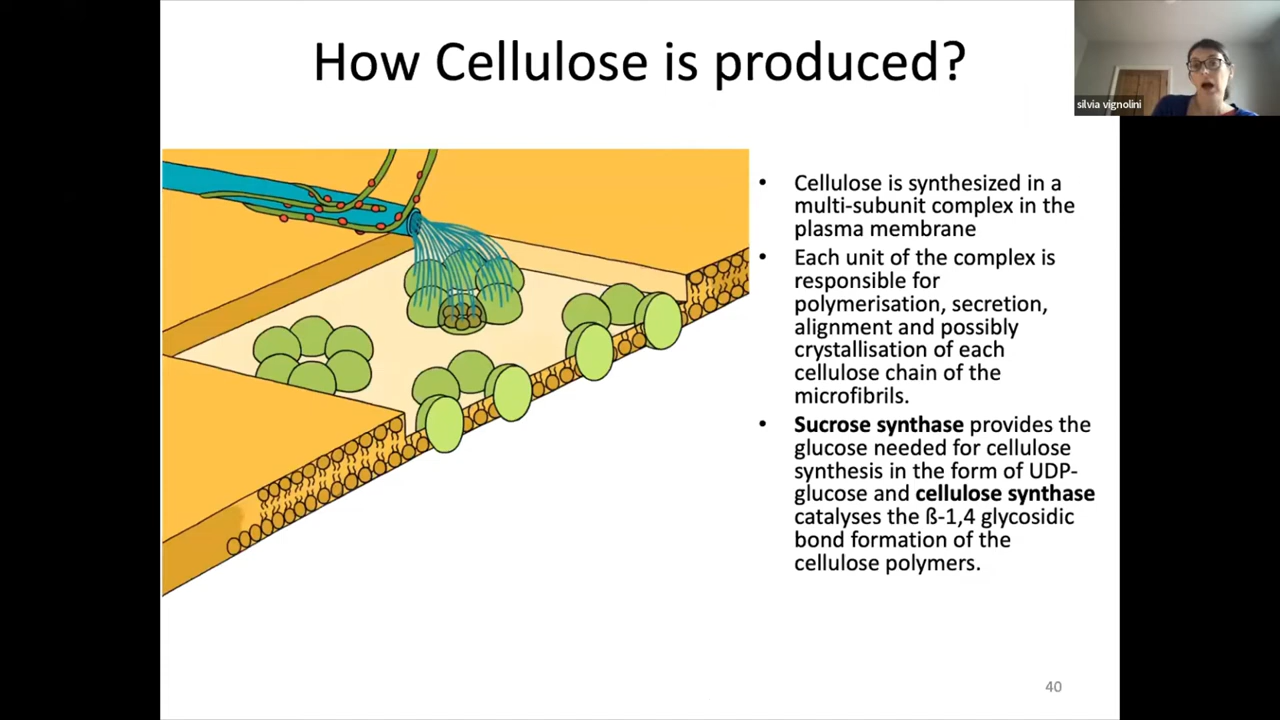 How Cellulose is produced?
silvia vignolini
• Cellulose is synthesized in a
multi-subunit complex in the
plasma membrane
• Each unit of the complex is
responsible for
polymerisation, secretion,
alignment and possibly
crystallisation of each
cellulose chain of the
microfibrils.
• Sucrose synthase provides the
glucose needed for cellulose
synthesis in the form of UDP-
glucose and cellulose synthase
catalyses the ß-1,4 glycosidic
bond formation of the
cellulose polymers.
40